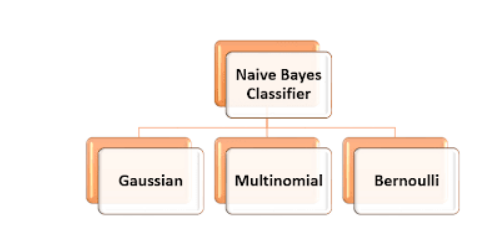 Naive Bayes
Classifier
Gaussian
Multinomial
Bernoulli